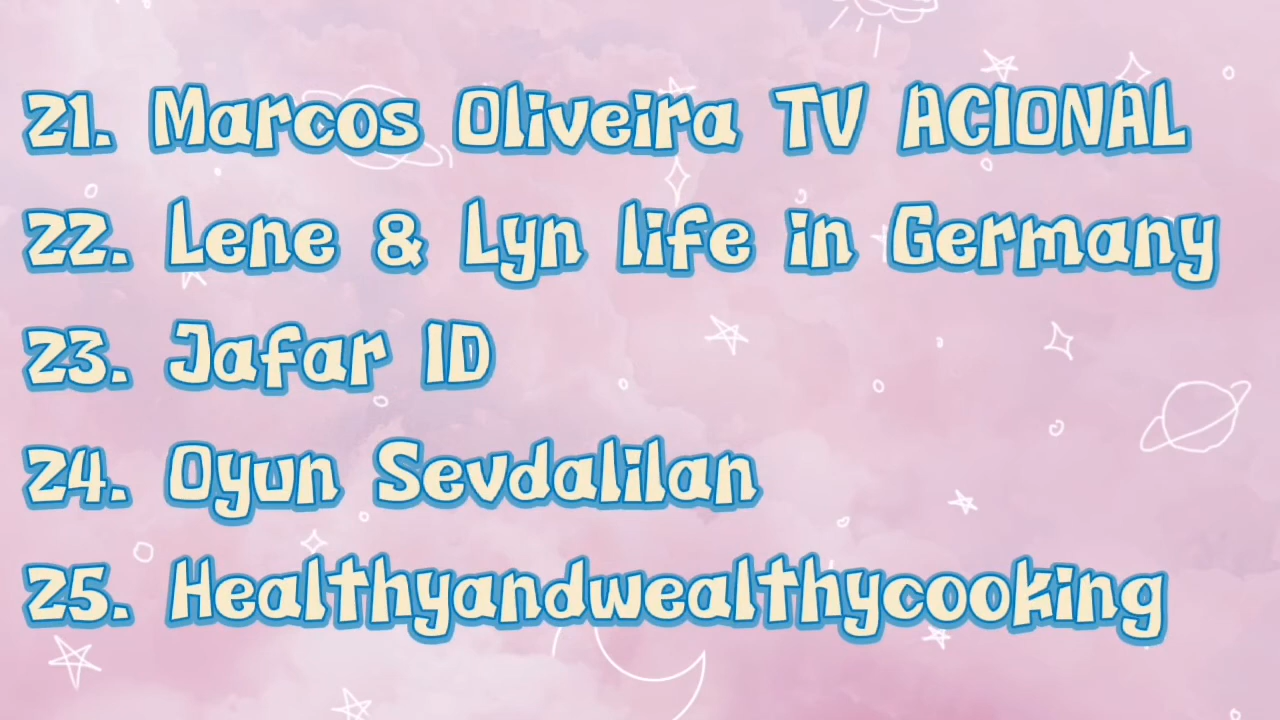 21. Marcos Oliveira TV ACIONAL
22. Lene & Lyn life in Germany
23. Jafar ID
24. Oyun Sevdalilan
25. Healthyandwealthycooking